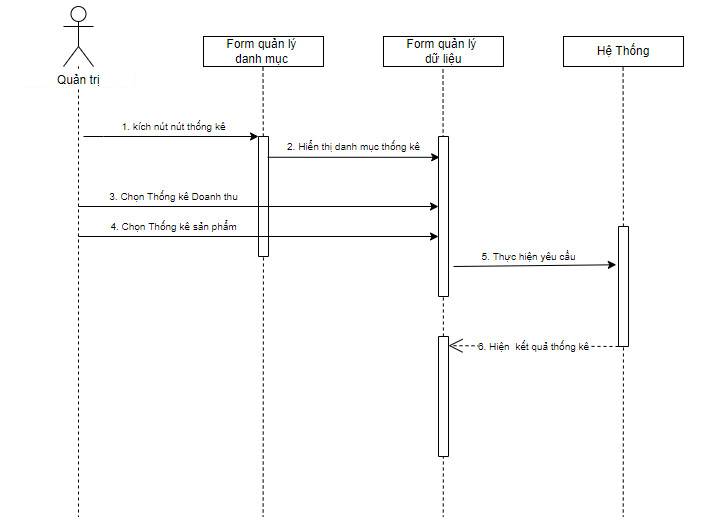 Form quản lý
danh mục
Form quản lý
dữ liệu
Hệ Thống
Quản trị
1. kích nút nút thống kê
2. Hiển thị danh mục thống kê
3. Chọn Thống kê Doanh thu
4. Chọn Thống kê sản phẩm
5. Thực hiện yêu cầu
6. Hiện kết quả thống kê